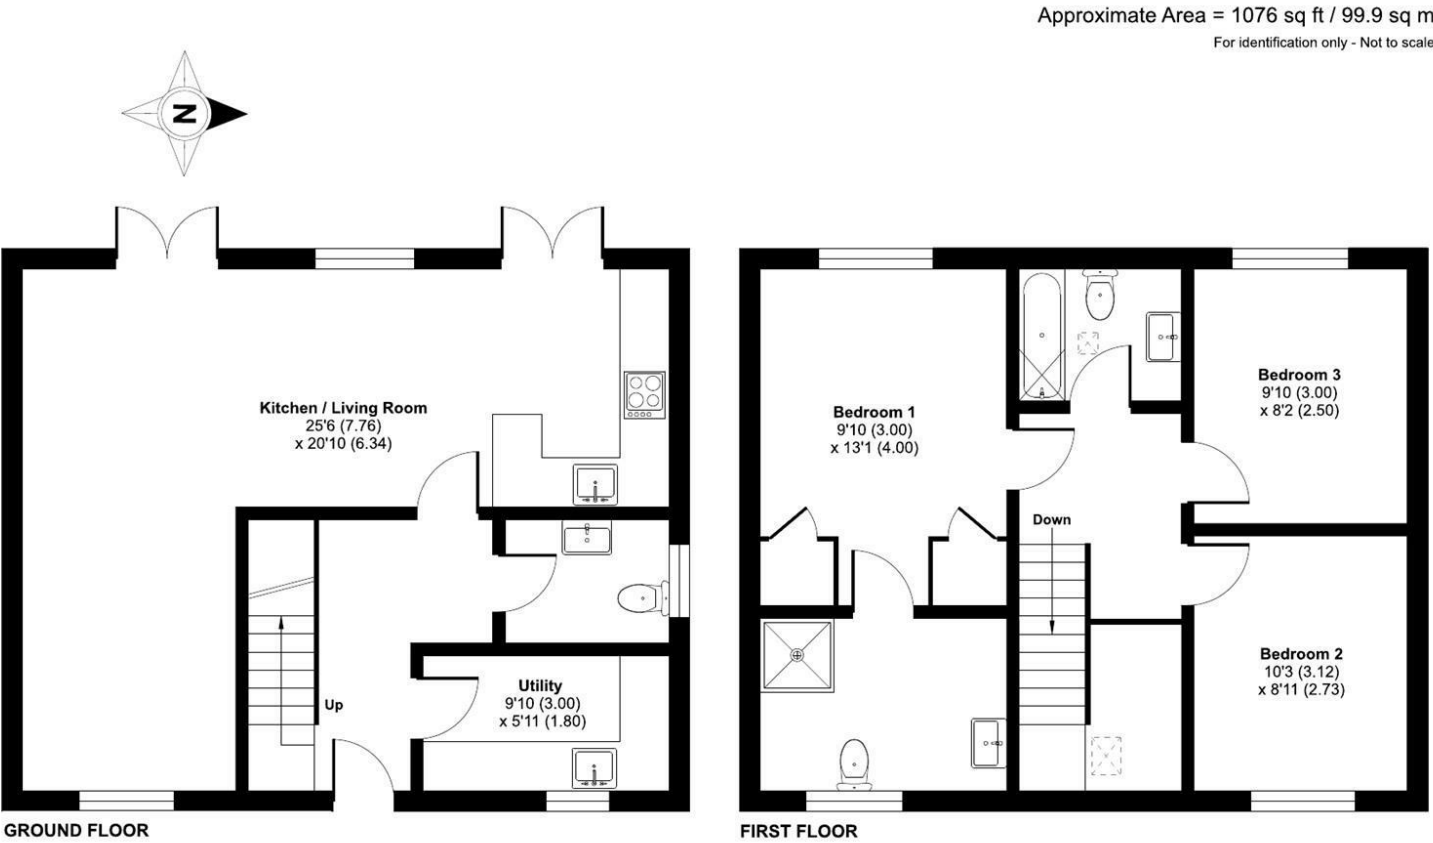 Approximate Area = 1076 sq ft / 99.9 sq m
For identification only - Not to scale
N
Kitchen / Living Room
25'6 (7.76)
x 20'10 (6.34)
Up
Utility
9'10 (3.00)
x 5'11 (1.80)
GROUND FLOOR
Bedroom 1
9'10 (3.00)
x 13'1 (4.00)
Bedroom 3
9'10 (3.00)
x 8'2 (2.50)
Down
Bedroom 2
10'3 (3.12)
x 8'11 (2.73)
FIRST FLOOR